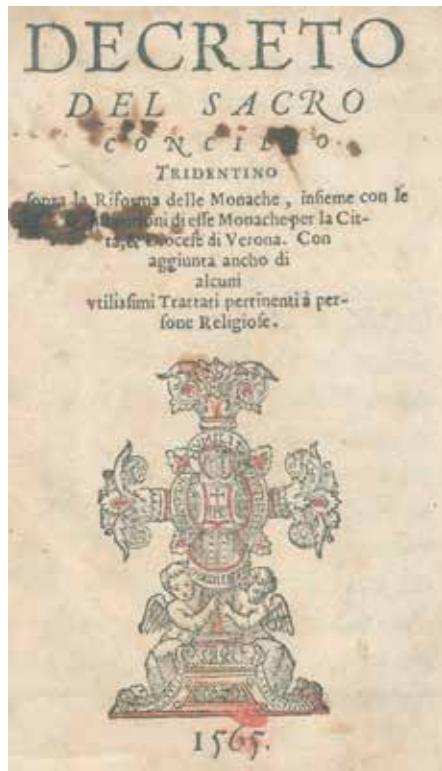 DECRETO
DEL SACRO
CONCILIO
TRIDENTINO
sopra la Riforma delle Monache, insieme con le
di esse Monache per la Cit-
tà, & Diocese di Verona. Con
aggiunta ancho di
alcuni
vtilissimi Trattati pertinenti à per-
sone Religiose.
1565.